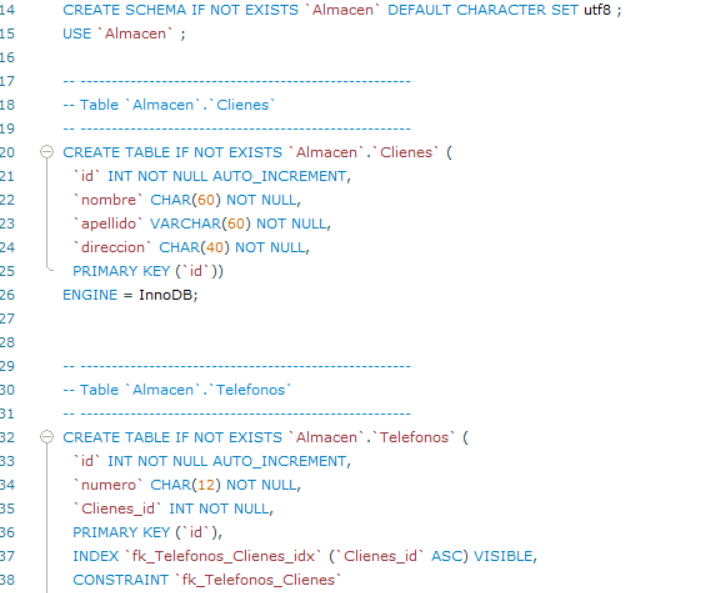 14 CREATE SCHEMA IF NOT EXISTS `Almacen` DEFAULT CHARACTER SET utf8 ;
15 USE `Almacen` ;
16
17 -- -----------------------------------------------------
18 -- Table `Almacen`.`Clienes`
19 -- -----------------------------------------------------
20 CREATE TABLE IF NOT EXISTS `Almacen`.`Clienes` (
21 `id` INT NOT NULL AUTO_INCREMENT,
22 `nombre` CHAR(60) NOT NULL,
23 `apellido` VARCHAR(60) NOT NULL,
24 `direccion` CHAR(40) NOT NULL,
25 PRIMARY KEY (`id`))
26 ENGINE = InnoDB;
27
28
29 -- -----------------------------------------------------
30 -- Table `Almacen`.`Telefonos`
31 -- -----------------------------------------------------
32 CREATE TABLE IF NOT EXISTS `Almacen`.`Telefonos` (
33 `id` INT NOT NULL AUTO_INCREMENT,
34 `numero` CHAR(12) NOT NULL,
35 `Clienes_id` INT NOT NULL,
36 PRIMARY KEY (`id`),
37 INDEX `fk_Telefonos_Clienes_idx` (`Clienes_id` ASC) VISIBLE,
38 CONSTRAINT `fk_Telefonos_Clienes`